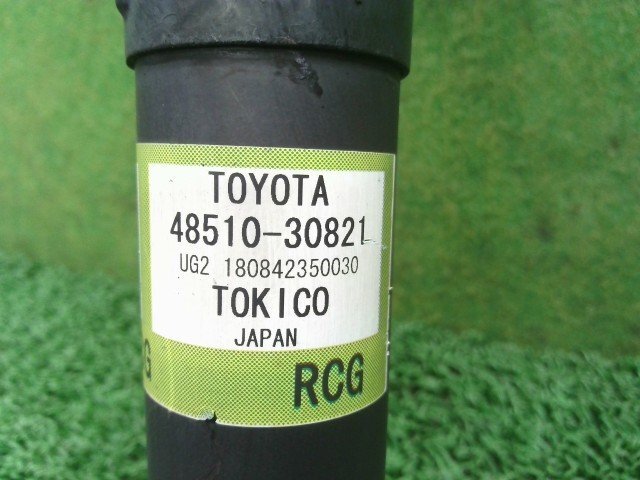 TOYOTA
48510-30821
UG2 180842350030
TOKICO
JAPAN
G RCG